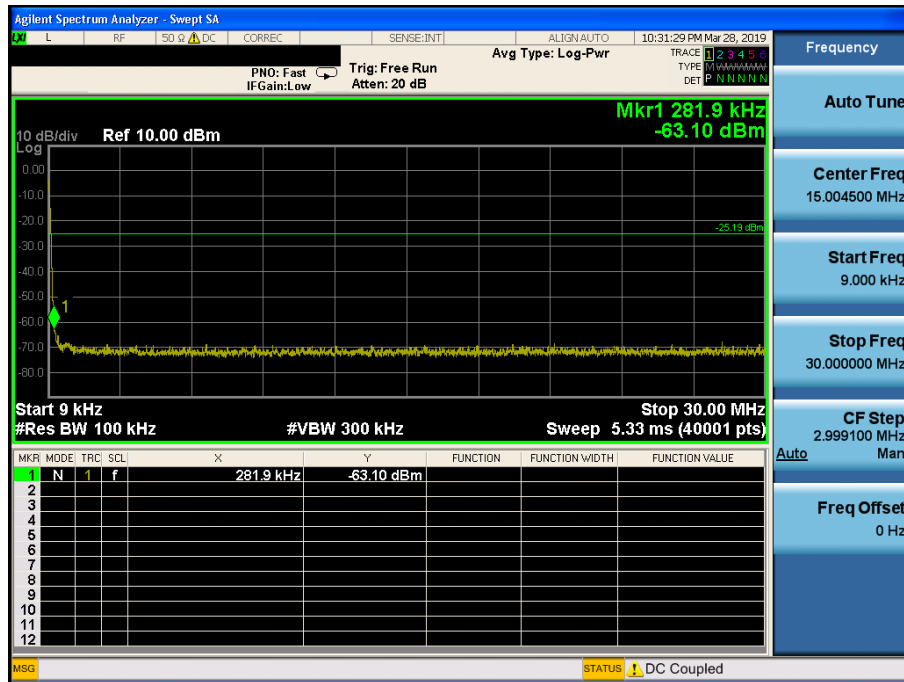 Agilent Spectrum Analyzer - Swept SA
LXI L RF 50 Ω DC CORREC SENSE:INT ALIGN AUTO 10:31:29 PM Mar 28, 2019
PNO: Fast IFGain:Low
Trig: Free Run
Atten: 20 dB
Avg Type: Log-Pwr
TRACE 1 2 3 4 5 6
TYPE M W W W W W
DET P N N N N N
Mkr1 281.9 kHz
-63.10 dBm
10 dB/div Ref 10.00 dBm
Log
0.00
-10.0
-20.0
-25.19 dBm
-30.0
-40.0
-50.0
1
-60.0
-70.0
-80.0
Start 9 kHz Stop 30.00 MHz
#Res BW 100 kHz #VBW 300 kHz Sweep 5.33 ms (40001 pts)
MKR MODE TRC SCL X Y FUNCTION FUNCTION WIDTH FUNCTION VALUE
1 N 1 f 281.9 kHz -63.10 dBm
2
3
4
5
6
7
8
9
10
11
12
MSG STATUS DC Coupled
Frequency
Auto Tune
Center Freq
15.004500 MHz
Start Freq
9.000 kHz
Stop Freq
30.000000 MHz
CF Step
2.999100 MHz
Auto Man
Freq Offset
0 Hz